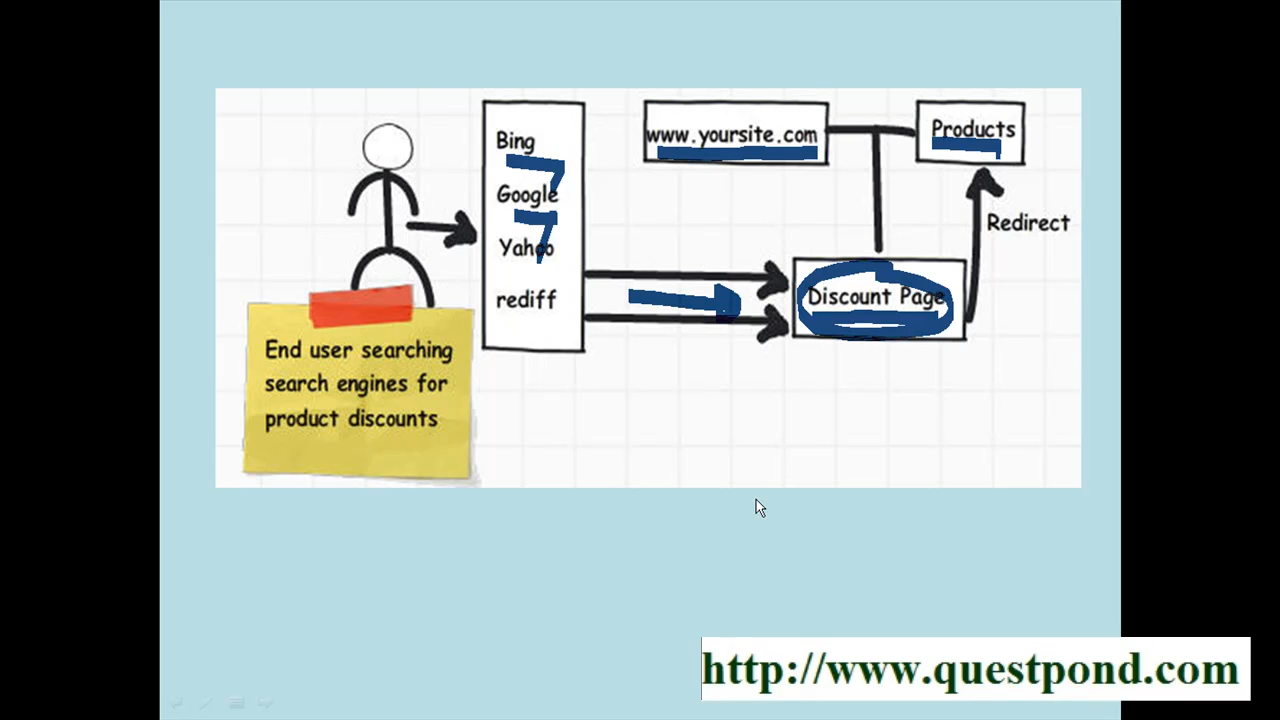 Bing
Google
Yahoo
rediff
www.yoursite.com
Products
Redirect
Discount Page
End user searching
search engines for
product discounts
http://www.questpond.com